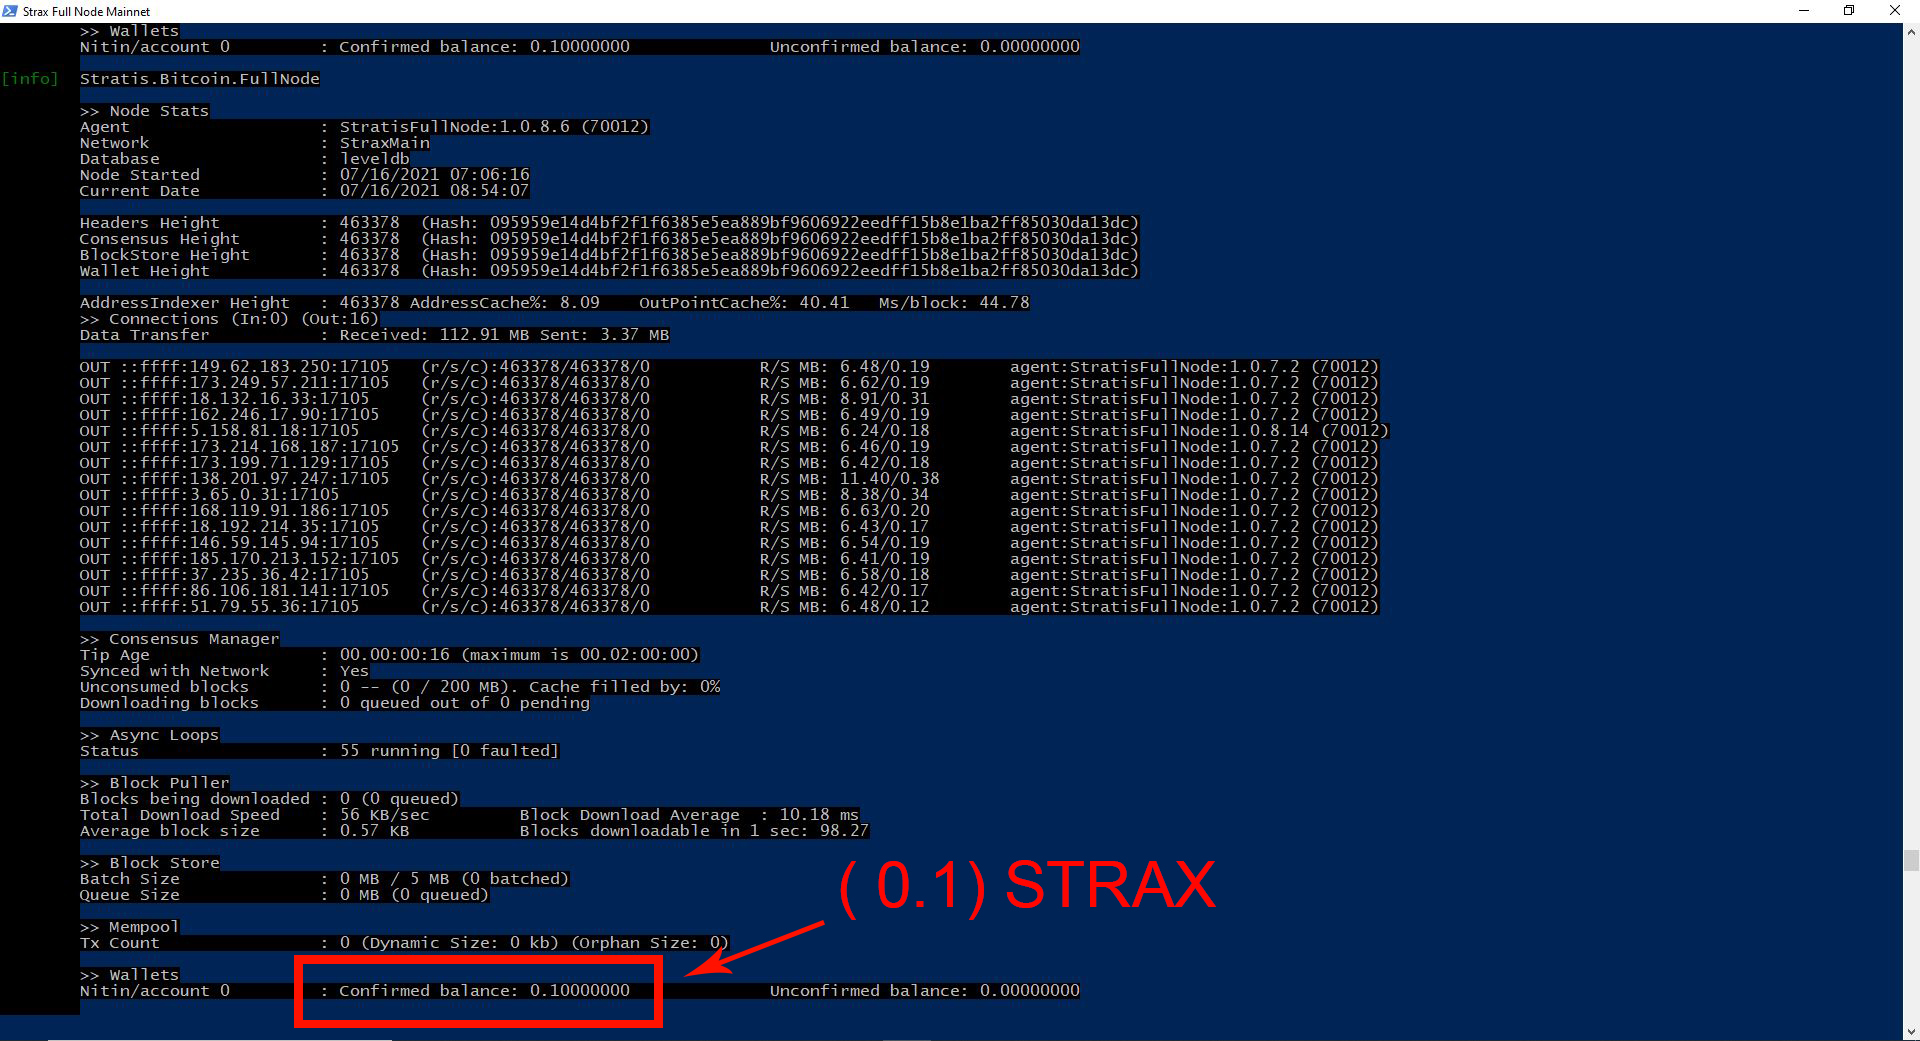 Strax Full Node Mainnet
>> Wallets
Nitin/account 0 : Confirmed balance: 0.10000000 Unconfirmed balance: 0.00000000
[info] Stratis.Bitcoin.FullNode
>> Node Stats
Agent : StratisFullNode:1.0.8.6 (70012)
Network : StraxMain
Database : leveldb
Node Started : 07/16/2021 07:06:16
Current Date : 07/16/2021 08:54:07
Headers Height : 463378 (Hash: 095959e14d4bf2f1f6385e5ea889bf9606922eedff15b8e1ba2ff85030da13dc)
Consensus Height : 463378 (Hash: 095959e14d4bf2f1f6385e5ea889bf9606922eedff15b8e1ba2ff85030da13dc)
BlockStore Height : 463378 (Hash: 095959e14d4bf2f1f6385e5ea889bf9606922eedff15b8e1ba2ff85030da13dc)
Wallet Height : 463378 (Hash: 095959e14d4bf2f1f6385e5ea889bf9606922eedff15b8e1ba2ff85030da13dc)
AddressIndexer Height : 463378 AddressCache%: 8.09 OutPointCache%: 40.41 Ms/block: 44.78
>> Connections (In:0) (Out:16)
Data Transfer : Received: 112.91 MB Sent: 3.37 MB
OUT ::ffff:149.62.183.250:17105 (r/s/c):463378/463378/0 R/S MB: 6.48/0.19 agent:StratisFullNode:1.0.7.2 (70012)
OUT ::ffff:173.249.57.211:17105 (r/s/c):463378/463378/0 R/S MB: 6.62/0.19 agent:StratisFullNode:1.0.7.2 (70012)
OUT ::ffff:18.132.16.33:17105 (r/s/c):463378/463378/0 R/S MB: 8.91/0.31 agent:StratisFullNode:1.0.7.2 (70012)
OUT ::ffff:162.246.17.90:17105 (r/s/c):463378/463378/0 R/S MB: 6.49/0.19 agent:StratisFullNode:1.0.7.2 (70012)
OUT ::ffff:5.158.81.18:17105 (r/s/c):463378/463378/0 R/S MB: 6.24/0.18 agent:StratisFullNode:1.0.8.14 (70012)
OUT ::ffff:173.214.168.187:17105 (r/s/c):463378/463378/0 R/S MB: 6.46/0.19 agent:StratisFullNode:1.0.7.2 (70012)
OUT ::ffff:173.199.71.129:17105 (r/s/c):463378/463378/0 R/S MB: 6.42/0.18 agent:StratisFullNode:1.0.7.2 (70012)
OUT ::ffff:138.201.97.247:17105 (r/s/c):463378/463378/0 R/S MB: 11.40/0.38 agent:StratisFullNode:1.0.7.2 (70012)
OUT ::ffff:3.65.0.31:17105 (r/s/c):463378/463378/0 R/S MB: 8.38/0.34 agent:StratisFullNode:1.0.7.2 (70012)
OUT ::ffff:168.119.91.186:17105 (r/s/c):463378/463378/0 R/S MB: 6.63/0.20 agent:StratisFullNode:1.0.7.2 (70012)
OUT ::ffff:18.192.214.35:17105 (r/s/c):463378/463378/0 R/S MB: 6.43/0.17 agent:StratisFullNode:1.0.7.2 (70012)
OUT ::ffff:146.59.145.94:17105 (r/s/c):463378/463378/0 R/S MB: 6.54/0.19 agent:StratisFullNode:1.0.7.2 (70012)
OUT ::ffff:185.170.213.152:17105 (r/s/c):463378/463378/0 R/S MB: 6.41/0.19 agent:StratisFullNode:1.0.7.2 (70012)
OUT ::ffff:37.235.36.42:17105 (r/s/c):463378/463378/0 R/S MB: 6.58/0.18 agent:StratisFullNode:1.0.7.2 (70012)
OUT ::ffff:86.106.181.141:17105 (r/s/c):463378/463378/0 R/S MB: 6.42/0.17 agent:StratisFullNode:1.0.7.2 (70012)
OUT ::ffff:51.79.55.36:17105 (r/s/c):463378/463378/0 R/S MB: 6.48/0.12 agent:StratisFullNode:1.0.7.2 (70012)
>> Consensus Manager
Tip Age : 00.00:00:16 (maximum is 00.02:00:00)
Synced with Network : Yes
Unconsumed blocks : 0 -- (0 / 200 MB). Cache filled by: 0%
Downloading blocks : 0 queued out of 0 pending
>> Async Loops
Status : 55 running [0 faulted]
>> Block Puller
Blocks being downloaded : 0 (0 queued)
Total Download Speed : 56 KB/sec Block Download Average : 10.18 ms
Average block size : 0.57 KB Blocks downloadable in 1 sec: 98.27
>> Block Store
Batch Size : 0 MB / 5 MB (0 batched)
Queue Size : 0 MB (0 queued)
( 0.1) STRAX
>> Mempool
Tx Count : 0 (Dynamic Size: 0 kb) (Orphan Size: 0)
>> Wallets
Nitin/account 0 : Confirmed balance: 0.10000000 Unconfirmed balance: 0.00000000